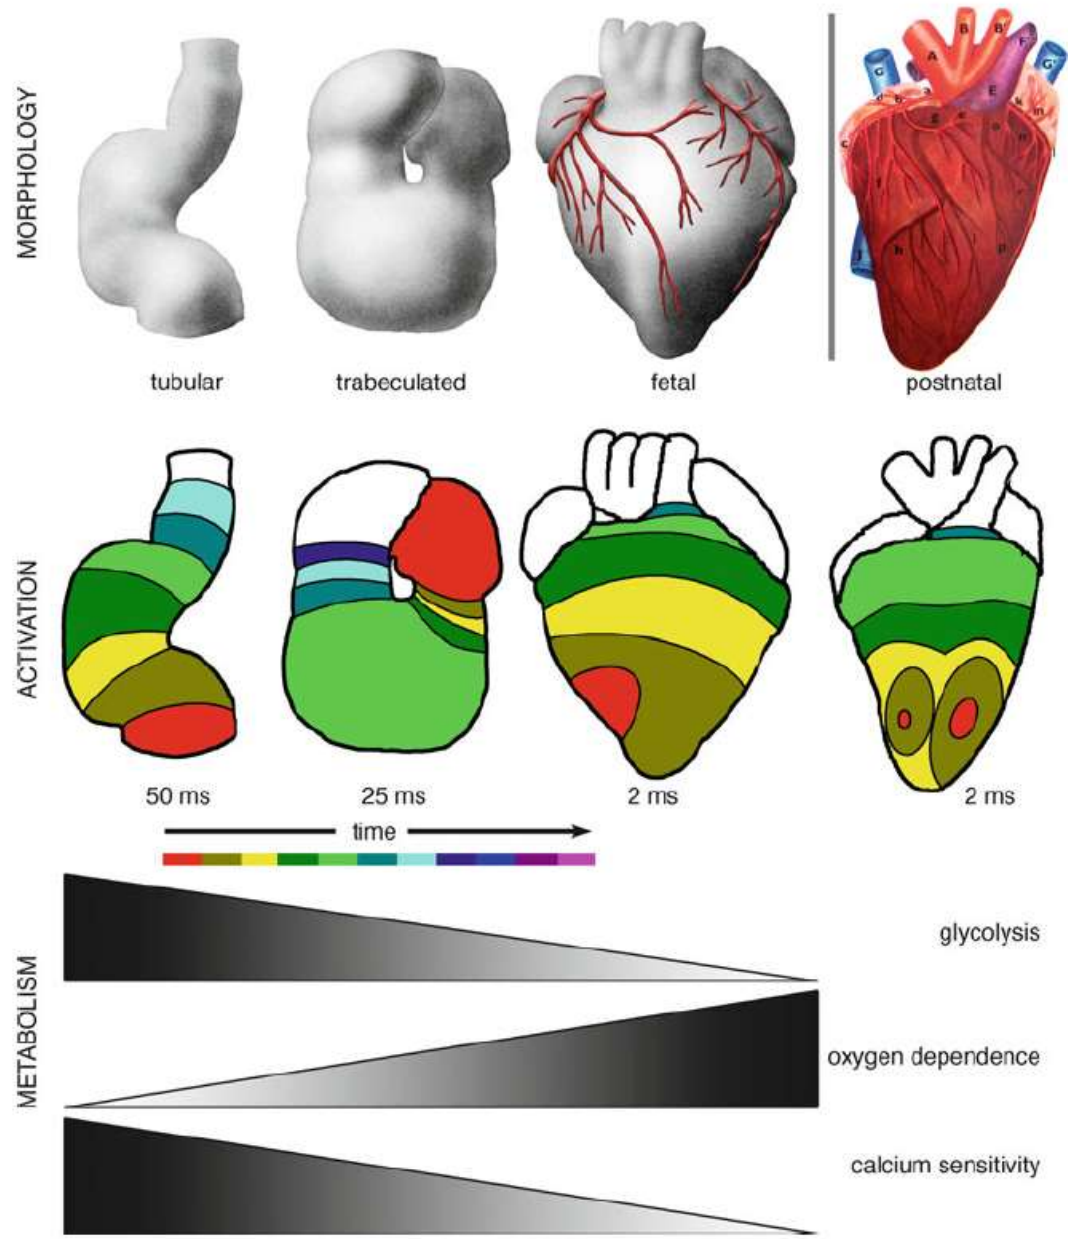 MORPHOLOGY
A
B
B'
F
G
G'
E
d
b
a
k
m
g
e
c
o
n
l
f
r
h
i
p
J
tubular
trabeculated
fetal
postnatal
ACTIVATION
50 ms
25 ms
2 ms
2 ms
time
METABOLISM
glycolysis
oxygen dependence
calcium sensitivity